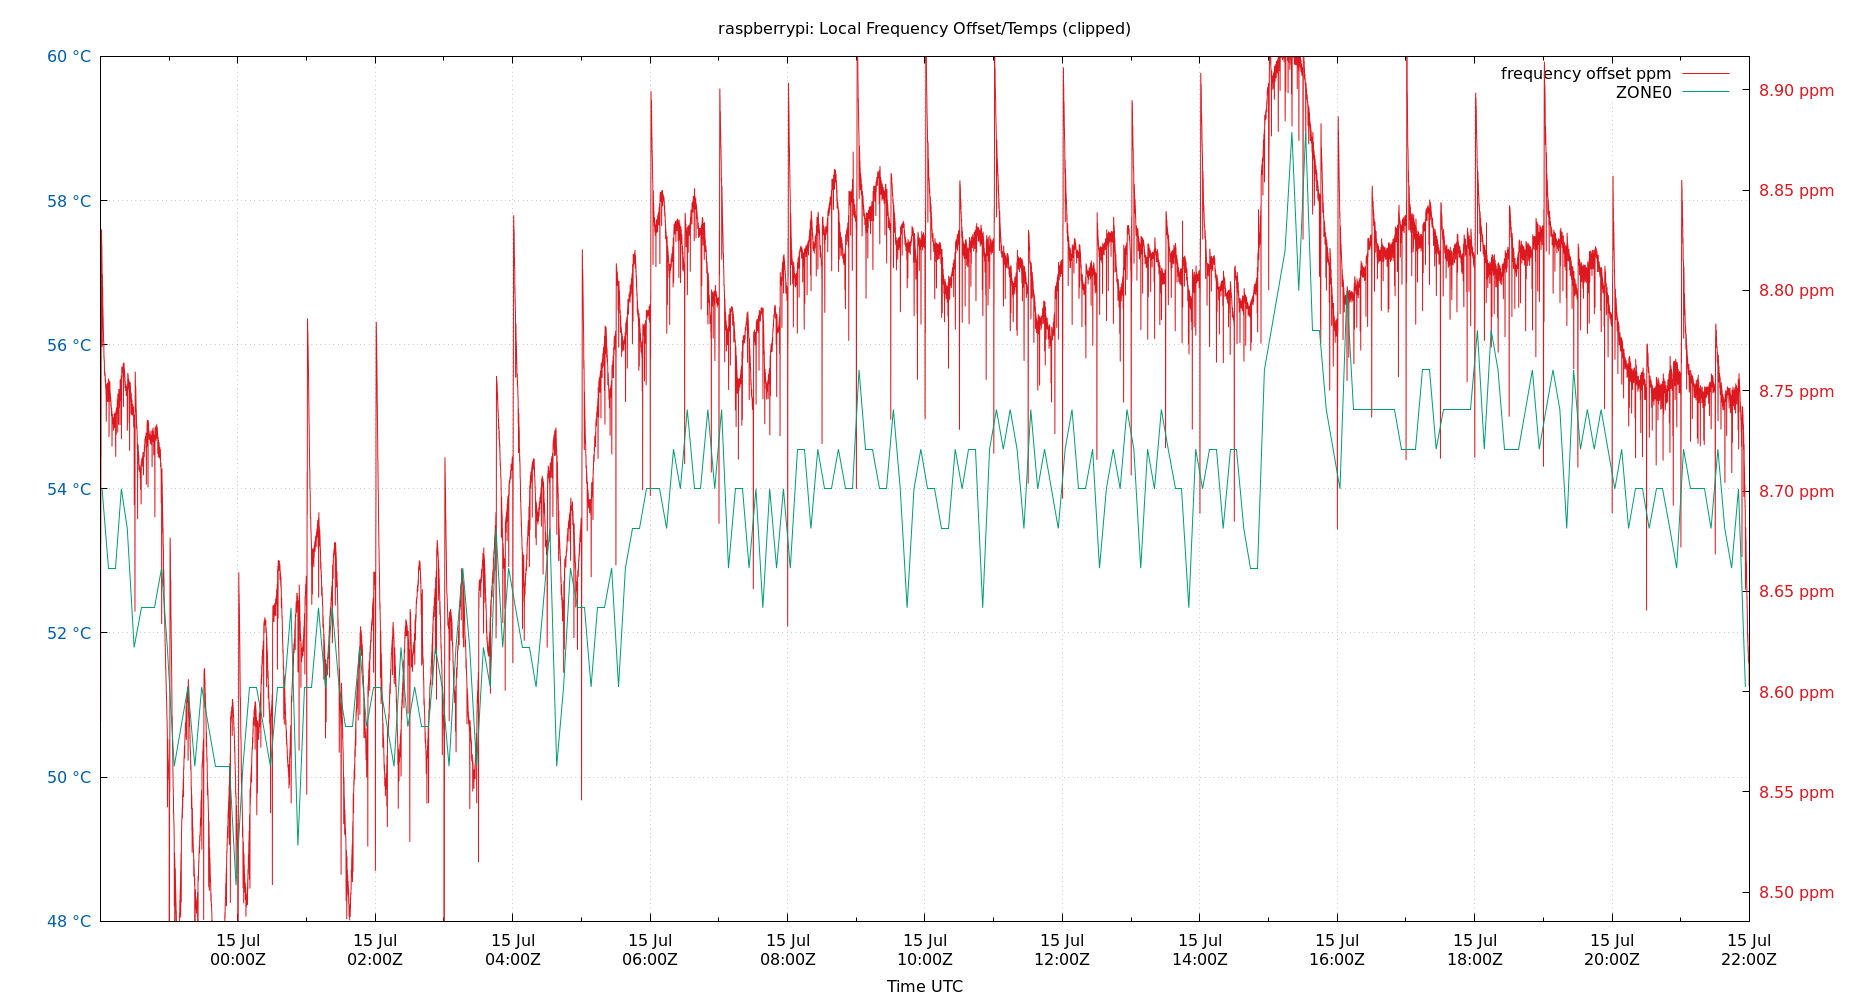 raspberrypi: Local Frequency Offset/Temps (clipped)
60 °C
58 °C
56 °C
54 °C
52 °C
50 °C
48 °C
frequency offset ppm
ZONE0
8.90 ppm
8.85 ppm
8.80 ppm
8.75 ppm
8.70 ppm
8.65 ppm
8.60 ppm
8.55 ppm
8.50 ppm
15 Jul 15 Jul 15 Jul 15 Jul 15 Jul 15 Jul 15 Jul 15 Jul 15 Jul 15 Jul 15 Jul 15 Jul
00:00Z 02:00Z 04:00Z 06:00Z 08:00Z 10:00Z 12:00Z 14:00Z 16:00Z 18:00Z 20:00Z 22:00Z
Time UTC